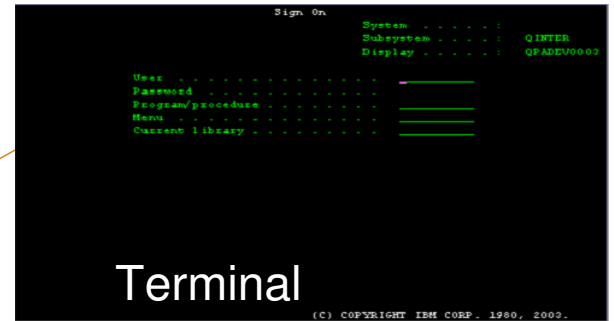 Sign On
System . . . . . :
Subsystem . . . . : QINTER
Display . . . . . : QPADEV0003
User . . . . . . . . . . . . . .
Password . . . . . . . . . . . .
Program/procedure . . . . . . . .
Menu . . . . . . . . . . . . . .
Current library . . . . . . . . .
Terminal
(C) COPYRIGHT IBM CORP. 1980, 2003.